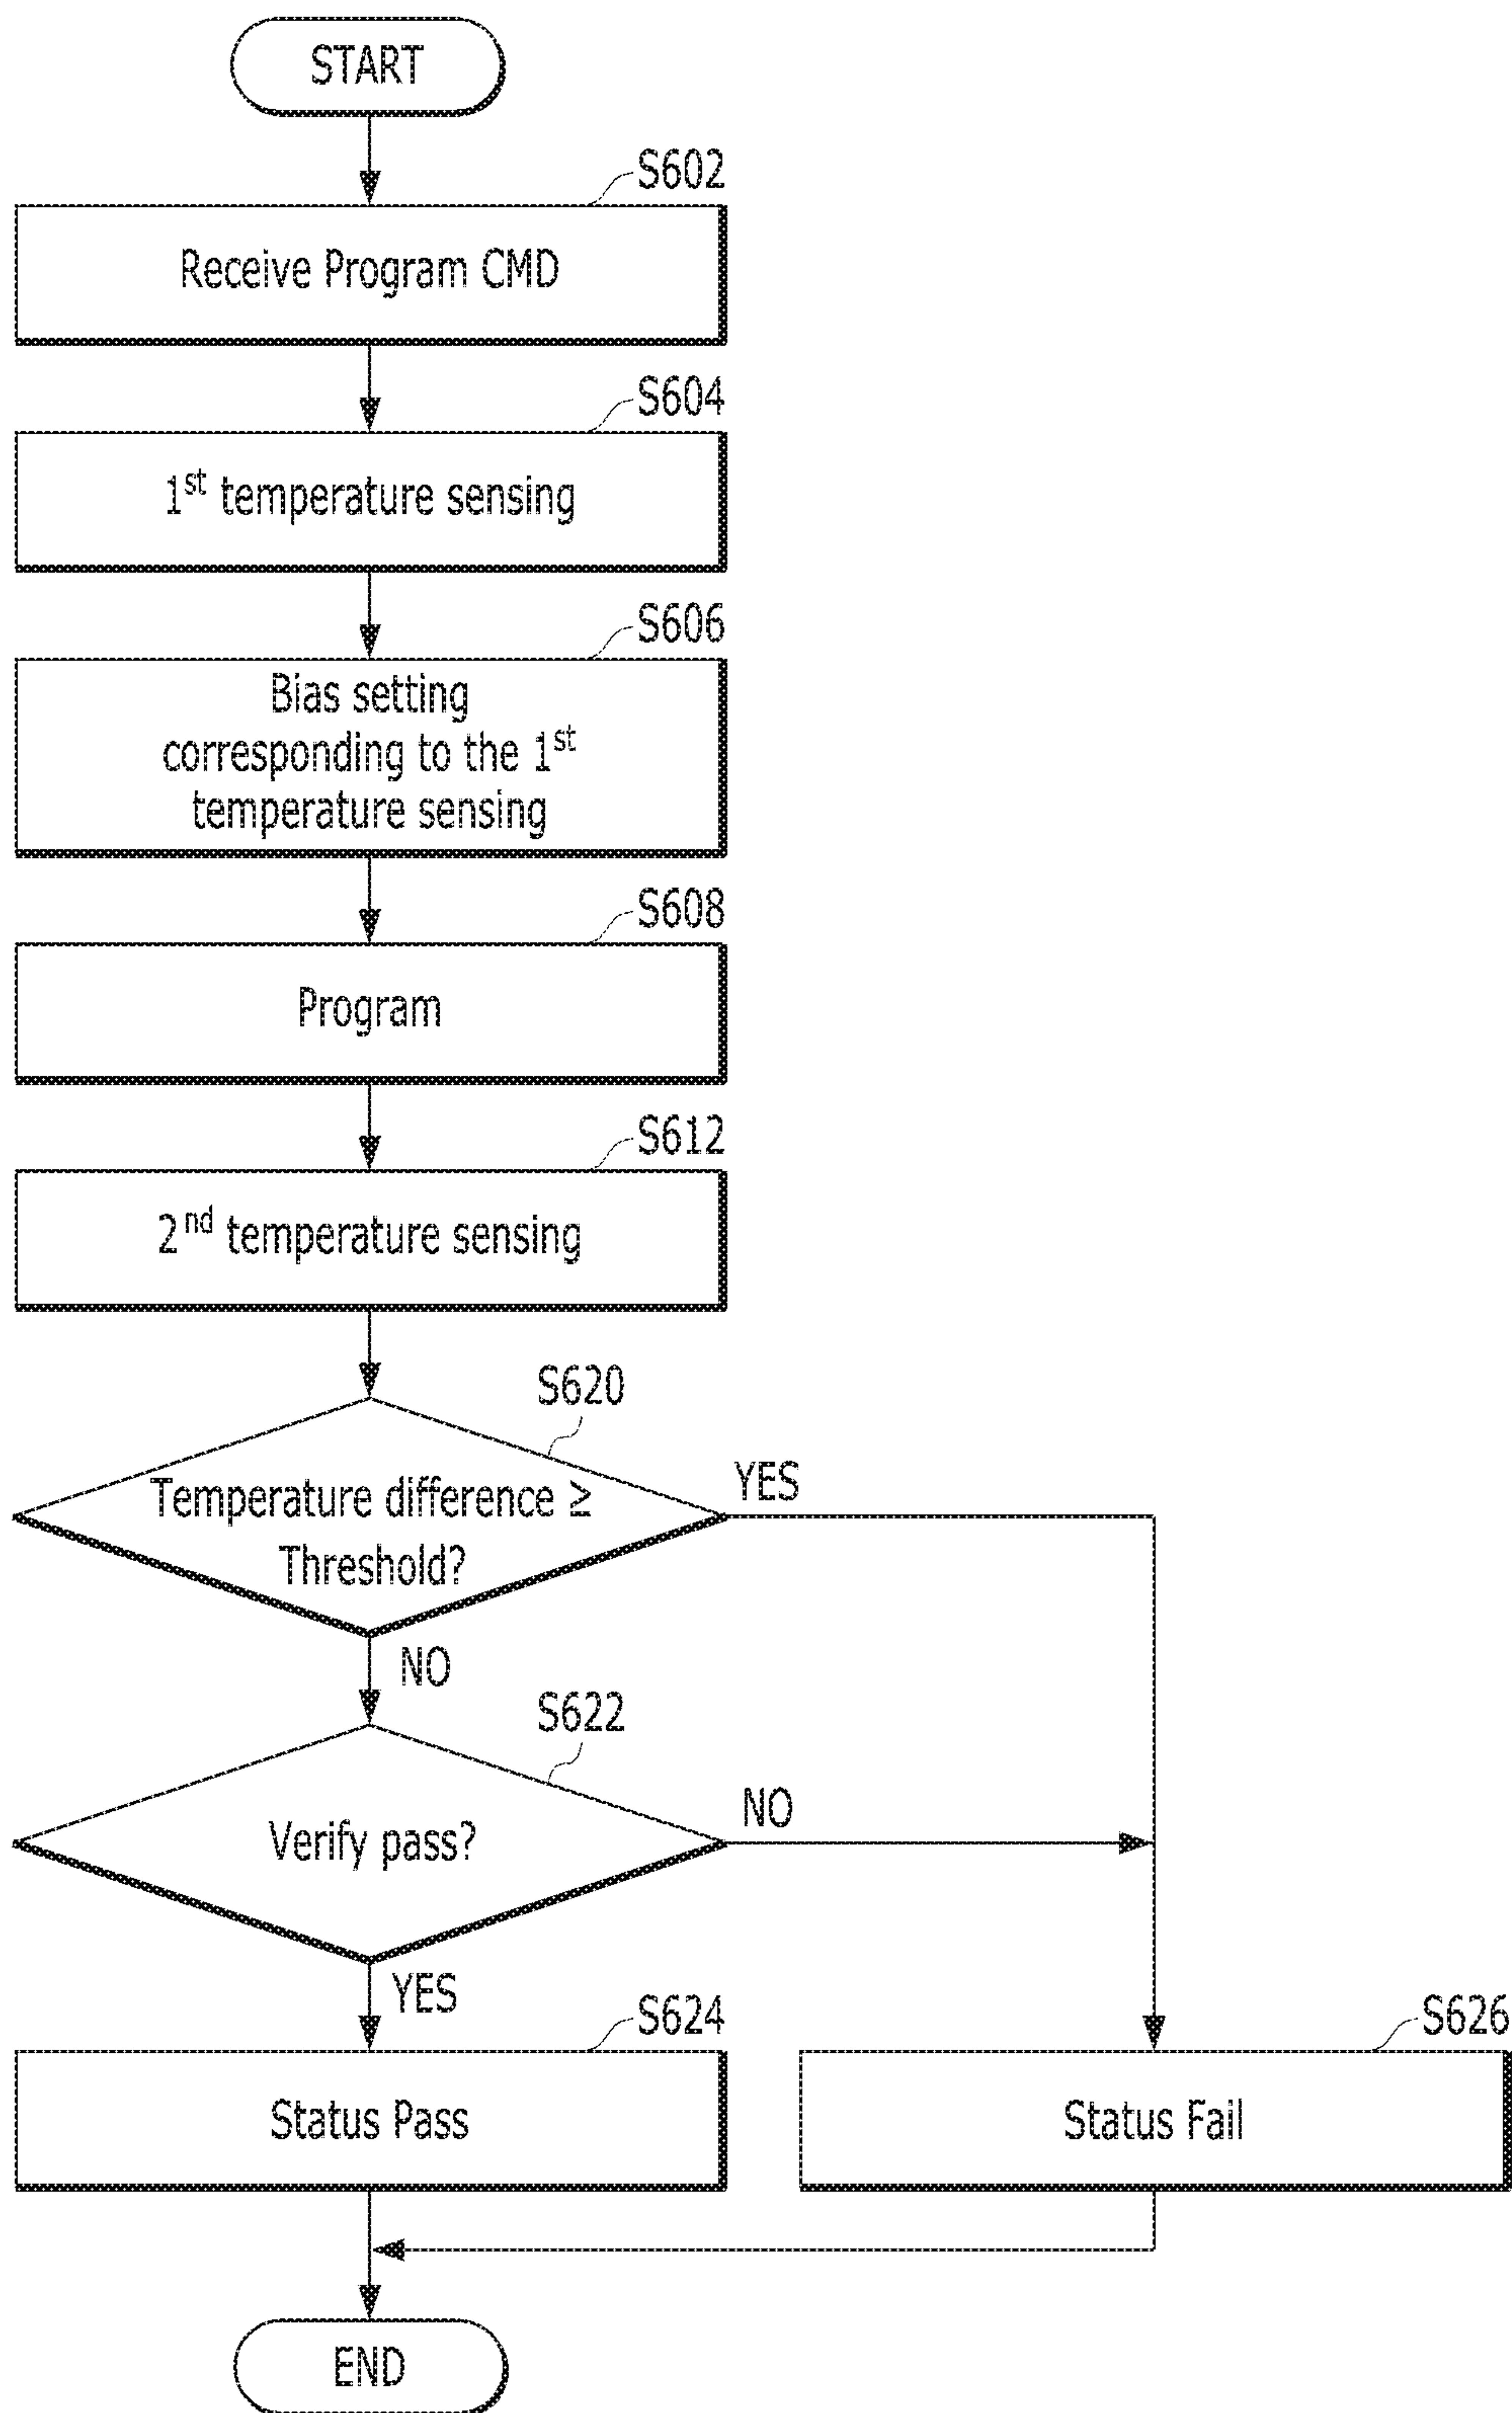 START
S602
Receive Program CMD
S604
1st temperature sensing
S606
Bias setting
corresponding to the 1st
temperature sensing
S608
Program
S612
2nd temperature sensing
S620
Temperature difference ≥
Threshold?
YES
NO
S622
Verify pass?
NO
YES
S624
Status Pass
S626
Status Fail
END